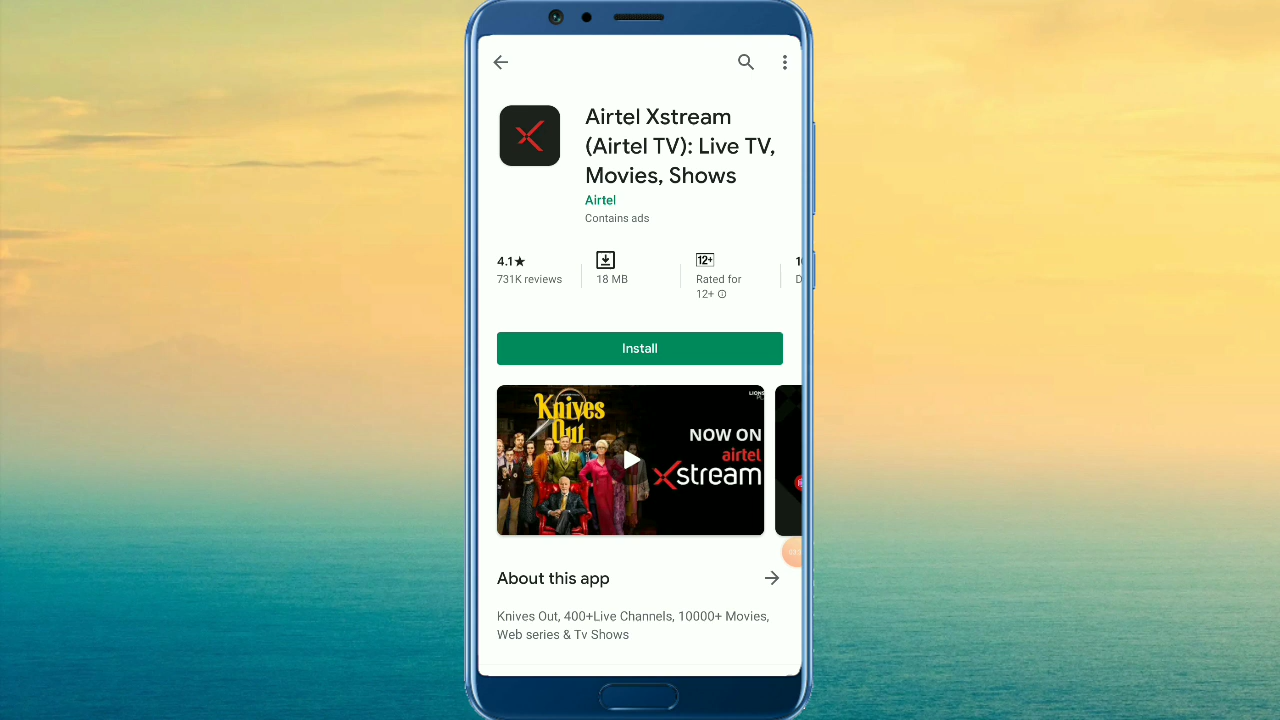 Airtel Xstream
(Airtel TV): Live TV,
Movies, Shows
Airtel
Contains ads
4.1★
731K reviews
18 MB
12+
Rated for
12+
Install
Knives
Out
NOW ON
airtel
Xstream
About this app
Knives Out, 400+Live Channels, 10000+ Movies,
Web series & Tv Shows